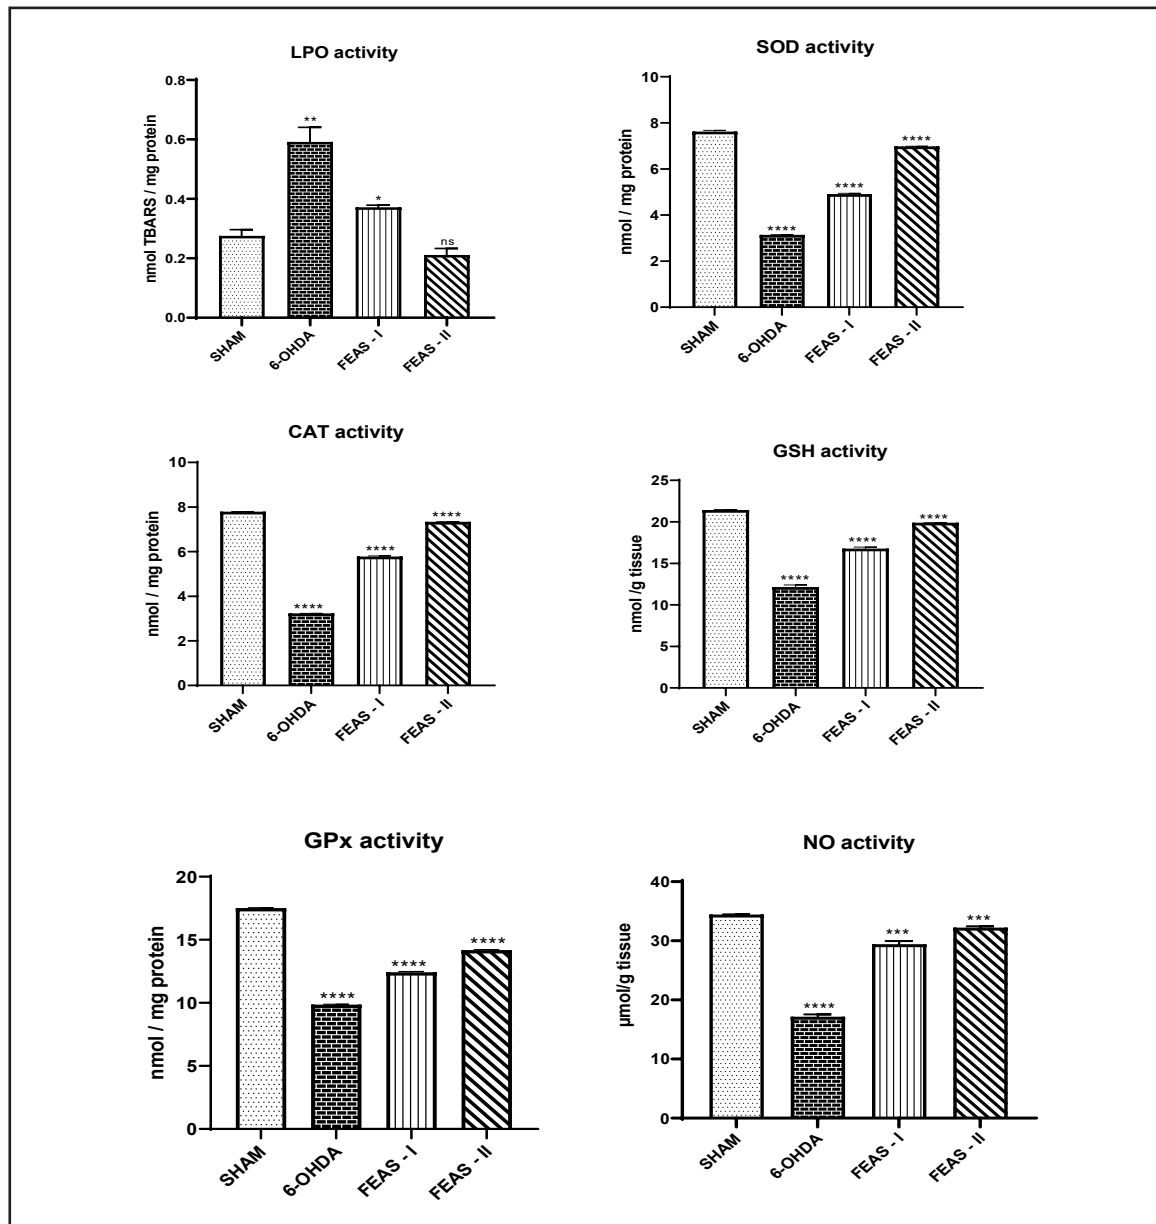 LPO activity
nmol TBARS / mg protein
0.8
0.6
0.4
0.2
0.0
**
*
ns
SHAM
6-OHDA
FEAS - I
FEAS - II
SOD activity
nmol / mg protein
10
8
6
4
2
0
****
****
****
SHAM
6-OHDA
FEAS - I
FEAS - II
CAT activity
nmol / mg protein
10
8
6
4
2
0
****
****
****
SHAM
6-OHDA
FEAS - I
FEAS - II
GSH activity
nmol /g tissue
25
20
15
10
5
0
****
****
****
SHAM
6-OHDA
FEAS - I
FEAS - II
GPx activity
nmol / mg protein
20
15
10
5
0
****
****
****
SHAM
6-OHDA
FEAS - I
FEAS - II
NO activity
µmol/g tissue
40
30
20
10
0
****
***
***
SHAM
6-OHDA
FEAS - I
FEAS - II